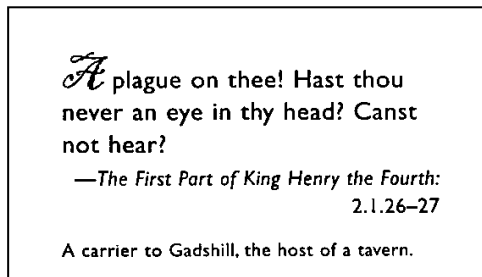 A plague on thee! Hast thou
never an eye in thy head? Canst
not hear?
—The First Part of King Henry the Fourth:
2.1.26–27
A carrier to Gadshill, the host of a tavern.